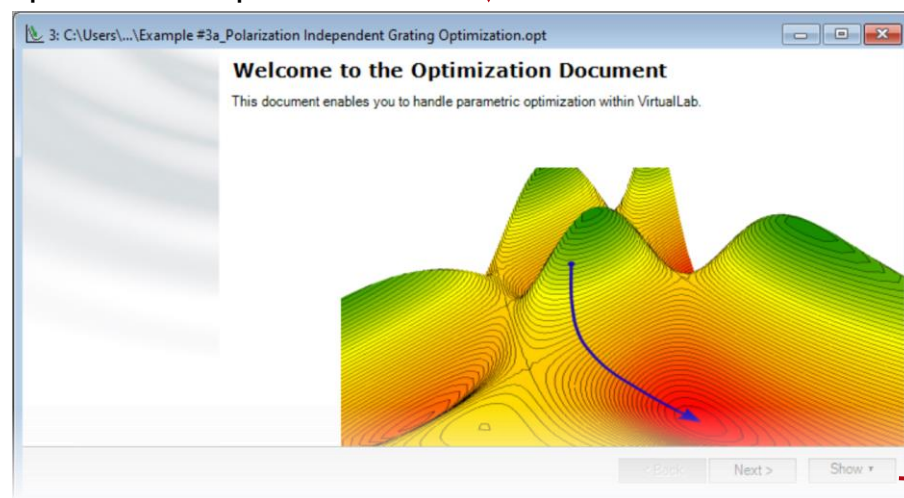 3: C:\Users\...\Example #3a_Polarization Independent Grating Optimization.opt
Welcome to the Optimization Document
This document enables you to handle parametric optimization within VirtualLab.
< Back
Next >
Show